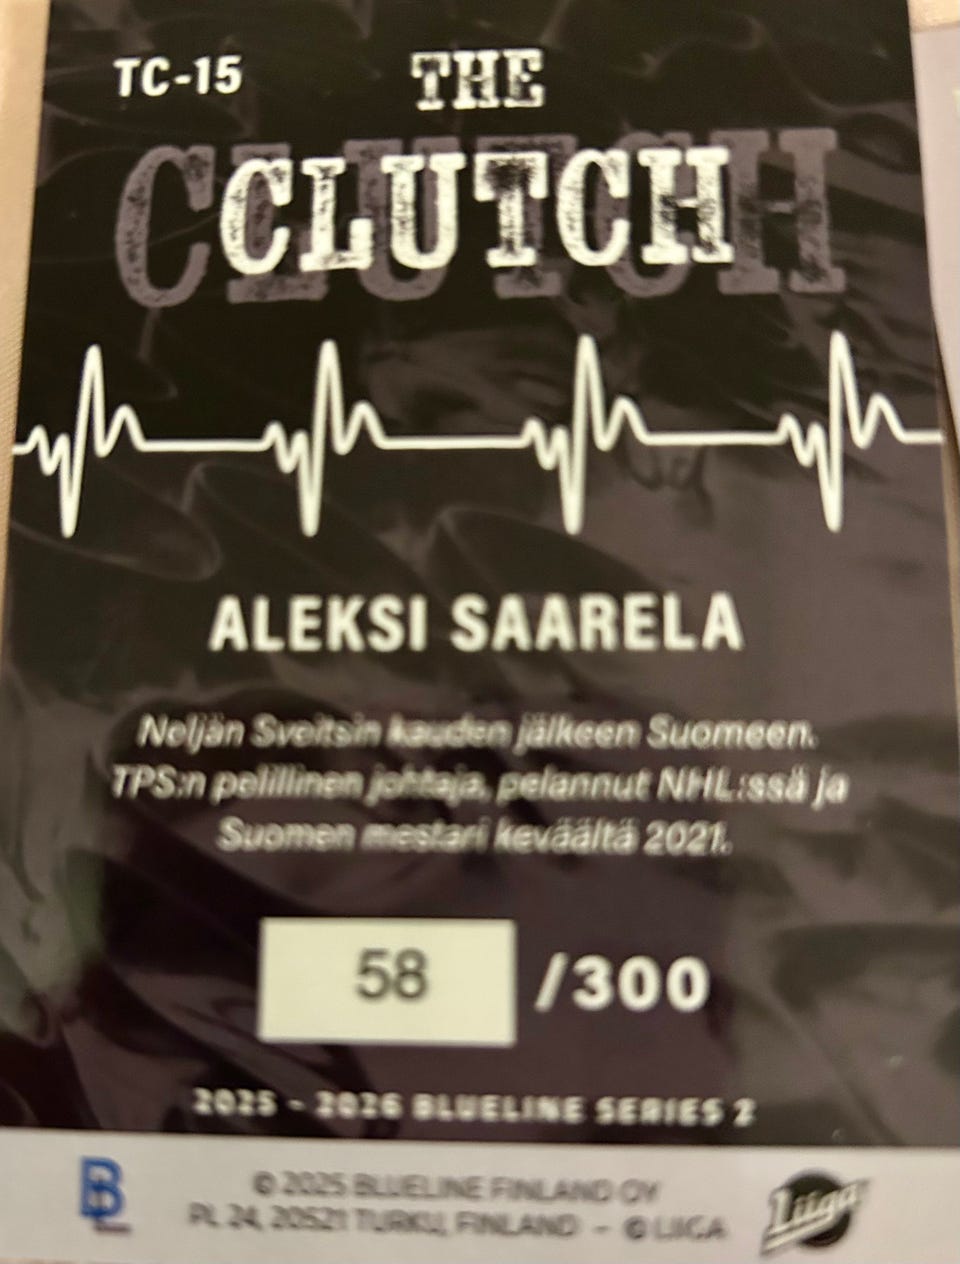 TC-15
THE
CLUTCH
ALEKSI SAARELA
Neljän Sveitsin kauden jälkeen Suomeen.
TPS:n pelillinen johtaja, pelannut NHL:ssä ja
Suomen mestari keväältä 2021.
58 /300
2025 - 2026 BLUELINE SERIES 2
BL
© 2025 BLUELINE FINLAND OY
PL 24, 20521 TURKU, FINLAND - © LIIGA
Liiga